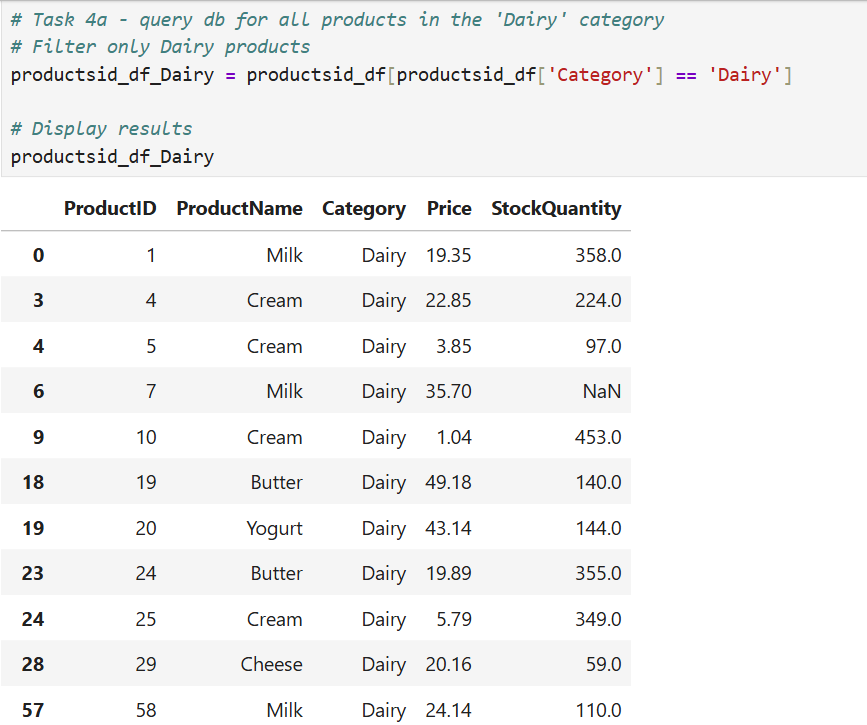 # Task 4a - query db for all products in the 'Dairy' category
# Filter only Dairy products
productsid_df_Dairy = productsid_df[productsid_df['Category'] == 'Dairy']
# Display results
productsid_df_Dairy
ProductID ProductName Category Price StockQuantity
0 1 Milk Dairy 19.35 358.0
3 4 Cream Dairy 22.85 224.0
4 5 Cream Dairy 3.85 97.0
6 7 Milk Dairy 35.70 NaN
9 10 Cream Dairy 1.04 453.0
18 19 Butter Dairy 49.18 140.0
19 20 Yogurt Dairy 43.14 144.0
23 24 Butter Dairy 19.89 355.0
24 25 Cream Dairy 5.79 349.0
28 29 Cheese Dairy 20.16 59.0
57 58 Milk Dairy 24.14 110.0